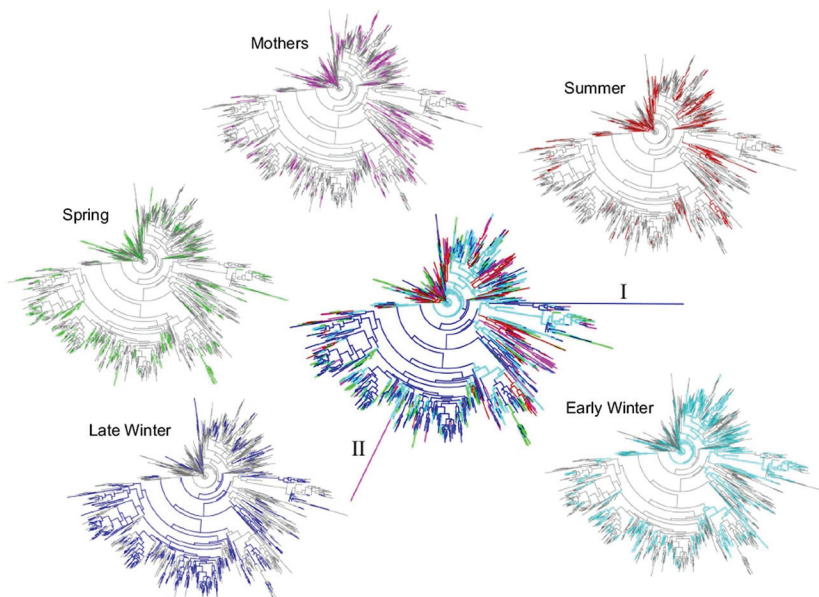 Mothers
Summer
Spring
I
Early Winter
Late Winter
II